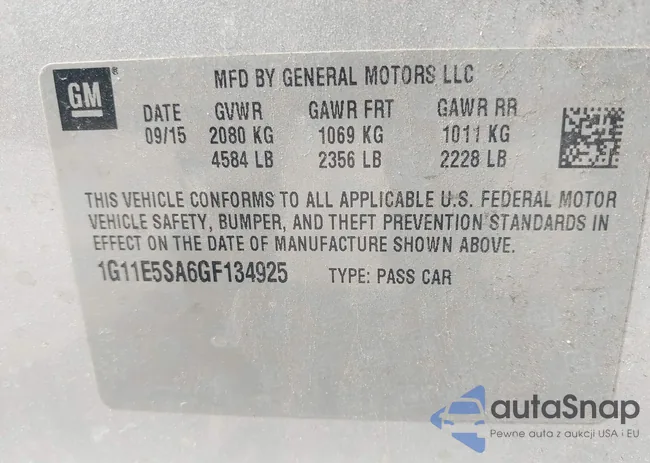 GM®
MFD BY GENERAL MOTORS LLC
DATE GVWR GAWR FRT GAWR RR
09/15 2080 KG 1069 KG 1011 KG
4584 LB 2356 LB 2228 LB
THIS VEHICLE CONFORMS TO ALL APPLICABLE U.S. FEDERAL MOTOR
VEHICLE SAFETY, BUMPER, AND THEFT PREVENTION STANDARDS IN
EFFECT ON THE DATE OF MANUFACTURE SHOWN ABOVE.
1G11E5SA6GF134925 TYPE: PASS CAR
autaSnap
Pewne auta z aukcji USA i EU